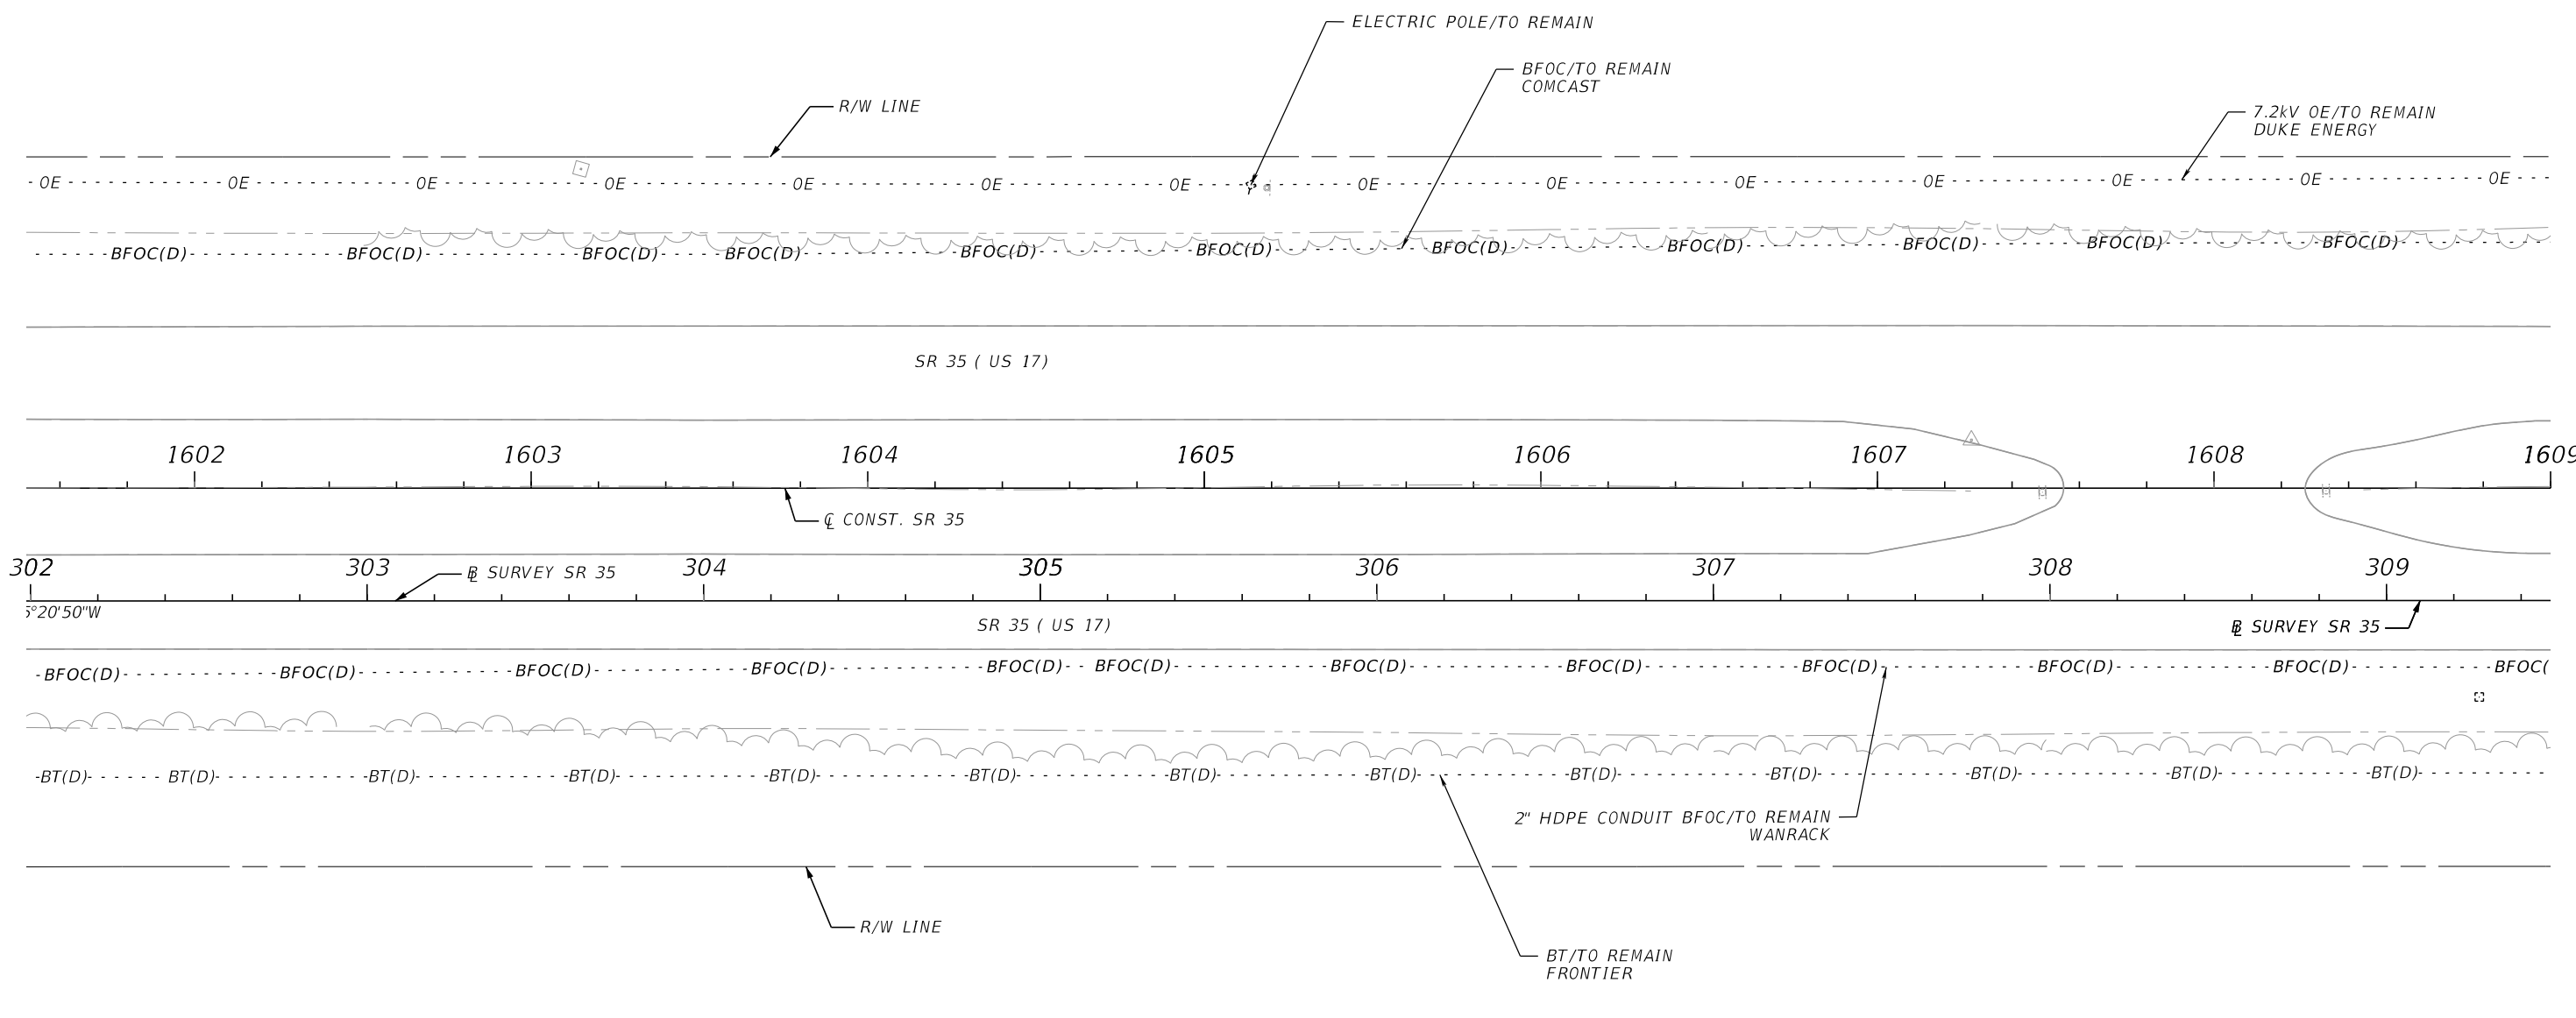 ELECTRIC POLE/TO REMAIN
BFOC/TO REMAIN
COMCAST
R/W LINE
7.2kV OE/TO REMAIN
DUKE ENERGY
OE OE OE OE OE OE OE OE OE OE OE OE OE OE
BFOC(D) BFOC(D) BFOC(D) BFOC(D) BFOC(D) BFOC(D) BFOC(D) BFOC(D) BFOC(D) BFOC(D) BFOC(D)
SR 35 ( US 17)
1602 1603 1604 1605 1606 1607 1608 1609
℄ CONST. SR 35
302 303 304 305 306 307 308 309
BL SURVEY SR 35
5°20'50"W
SR 35 ( US 17)
BL SURVEY SR 35
BFOC(D) BFOC(D) BFOC(D) BFOC(D) BFOC(D) BFOC(D) BFOC(D) BFOC(D) BFOC(D) BFOC(D) BFOC(D) BFOC(
BT(D) BT(D) BT(D) BT(D) BT(D) BT(D) BT(D) BT(D) BT(D) BT(D) BT(D) BT(D) BT(D)
2" HDPE CONDUIT BFOC/TO REMAIN
WANRACK
R/W LINE
BT/TO REMAIN
FRONTIER